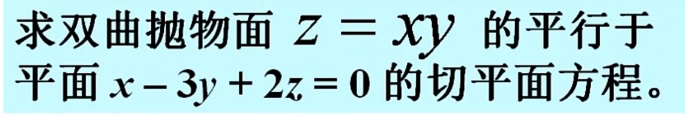 求双曲抛物面 z = xy 的平行于
平面 x – 3y + 2z = 0 的切平面方程。